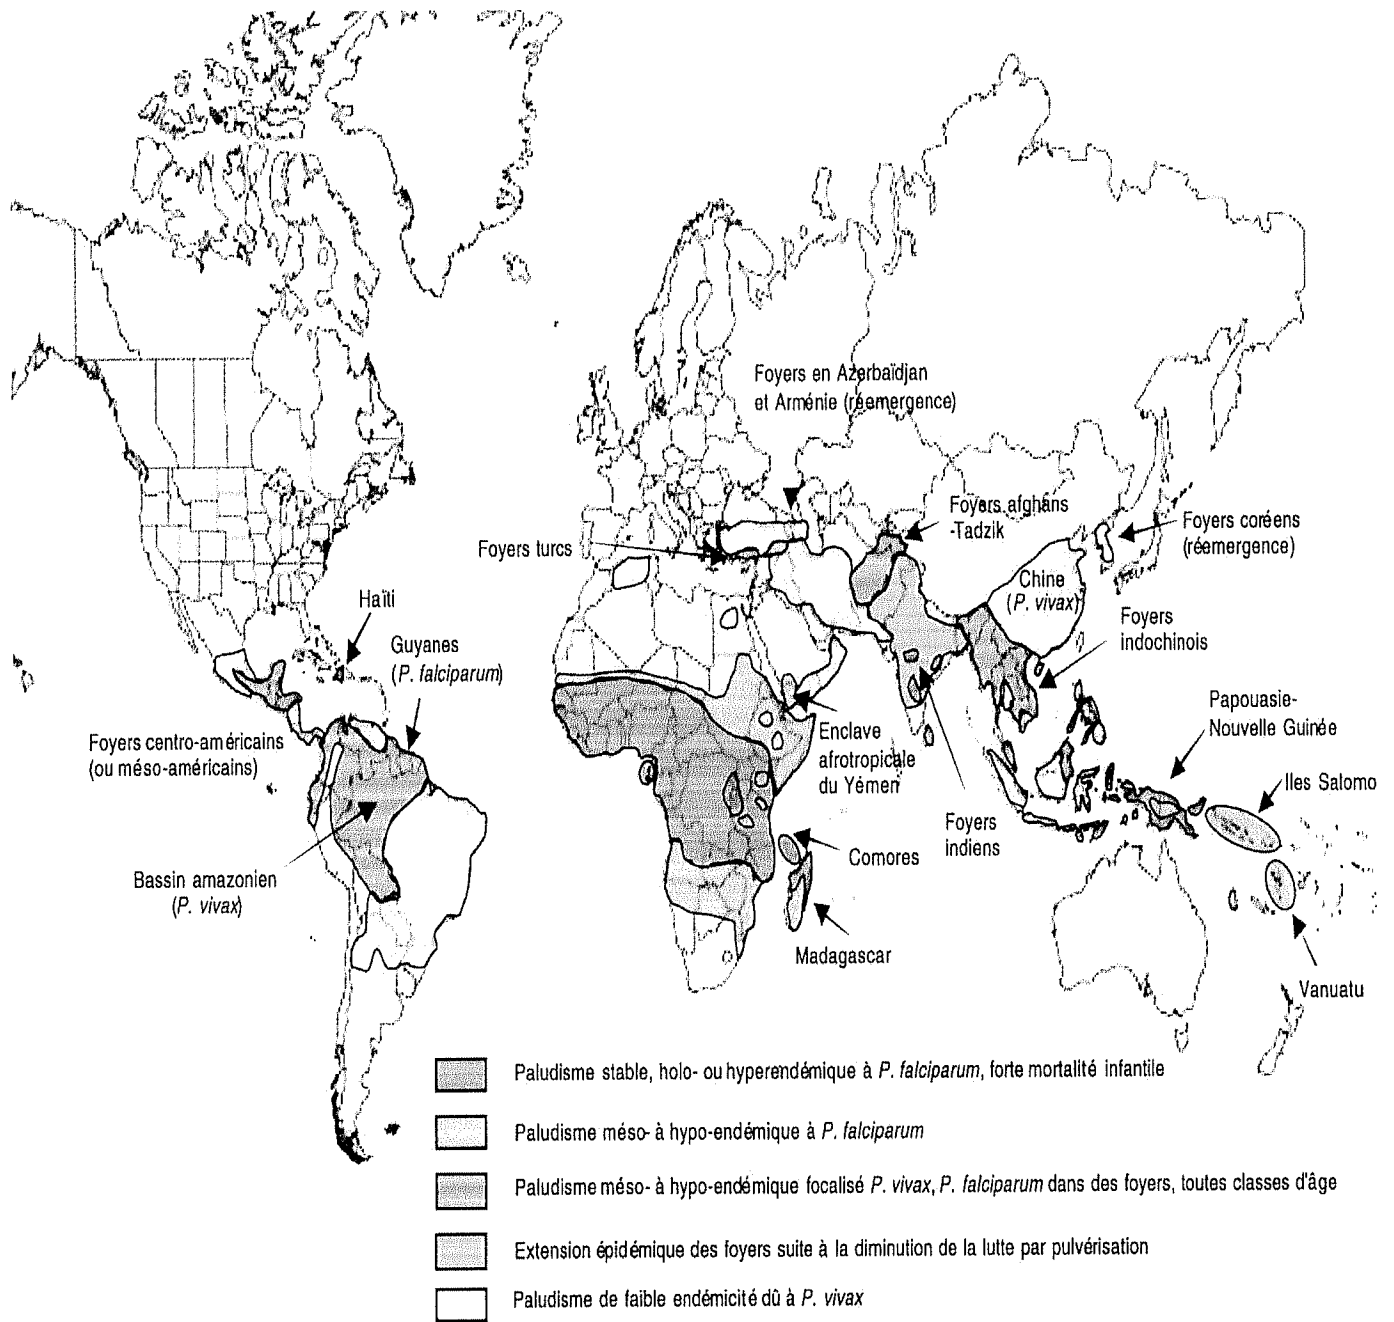 Foyers en Azerbaïdjan
et Arménie (réemergence)
Foyers afghans
-Tadzik
Foyers coréens
(réemergence)
Foyers turcs
Chine
(P. vivax)
Haïti
Foyers
indochinois
Guyanes
(P. falciparum)
Papouasie-
Nouvelle Guinée
Foyers centro-américains
(ou méso-américains)
Enclave
afrotropicale
du Yémen
Iles Salomo
Foyers
indiens
Comores
Bassin amazonien
(P. vivax)
Madagascar
Vanuatu
Paludisme stable, holo- ou hyperendémique à P. falciparum, forte mortalité infantile
Paludisme méso- à hypo-endémique à P. falciparum
Paludisme méso- à hypo-endémique focalisé P. vivax, P. falciparum dans des foyers, toutes classes d'âge
Extension épidémique des foyers suite à la diminution de la lutte par pulvérisation
Paludisme de faible endémicité dû à P. vivax